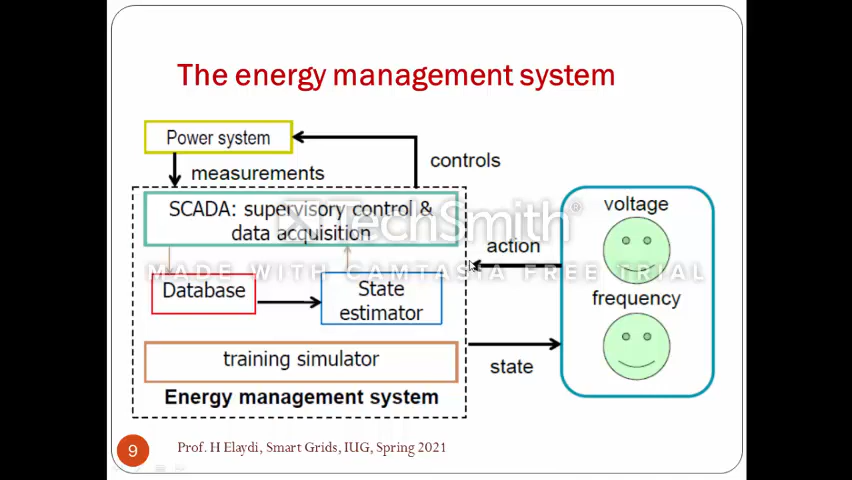 The energy management system
Power system
controls
measurements
SCADA: supervisory control &
data acquisition
TechSmith®
MADE WITH CAMTASIA FREE TRIAL
voltage
action
frequency
Database
State
estimator
training simulator
state
Energy management system
9
Prof. H Elaydi, Smart Grids, IUG, Spring 2021